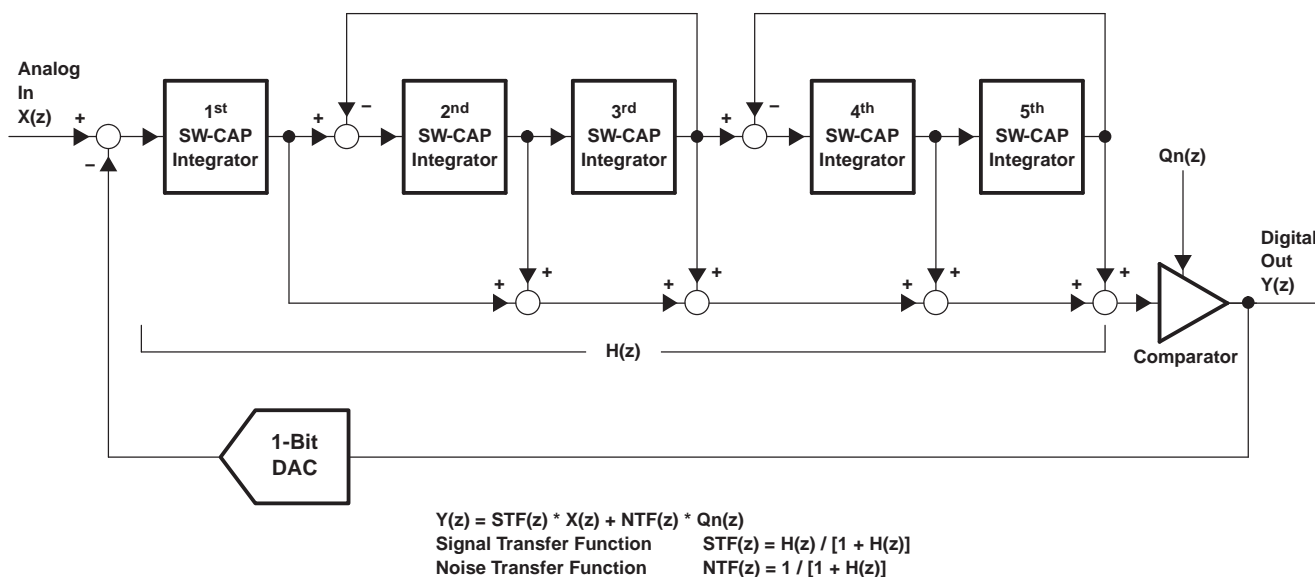 Analog
In
X(z)
+
−
1st
SW-CAP
Integrator
+
−
2nd
SW-CAP
Integrator
3rd
SW-CAP
Integrator
+
−
4th
SW-CAP
Integrator
5th
SW-CAP
Integrator
Qn(z)
+
+
+
+
+
+
+
+
Digital
Out
Y(z)
Comparator
H(z)
1-Bit
DAC
Y(z) = STF(z) * X(z) + NTF(z) * Qn(z)
Signal Transfer Function STF(z) = H(z) / [1 + H(z)]
Noise Transfer Function NTF(z) = 1 / [1 + H(z)]